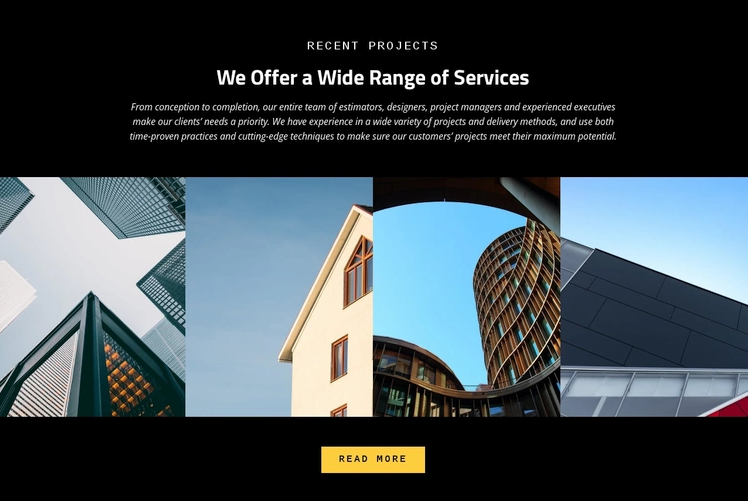 RECENT PROJECTS
We Offer a Wide Range of Services
From conception to completion, our entire team of estimators, designers, project managers and experienced executives
make our clients’ needs a priority. We have experience in a wide variety of projects and delivery methods, and use both
time-proven practices and cutting-edge techniques to make sure our customers’ projects meet their maximum potential.
READ MORE